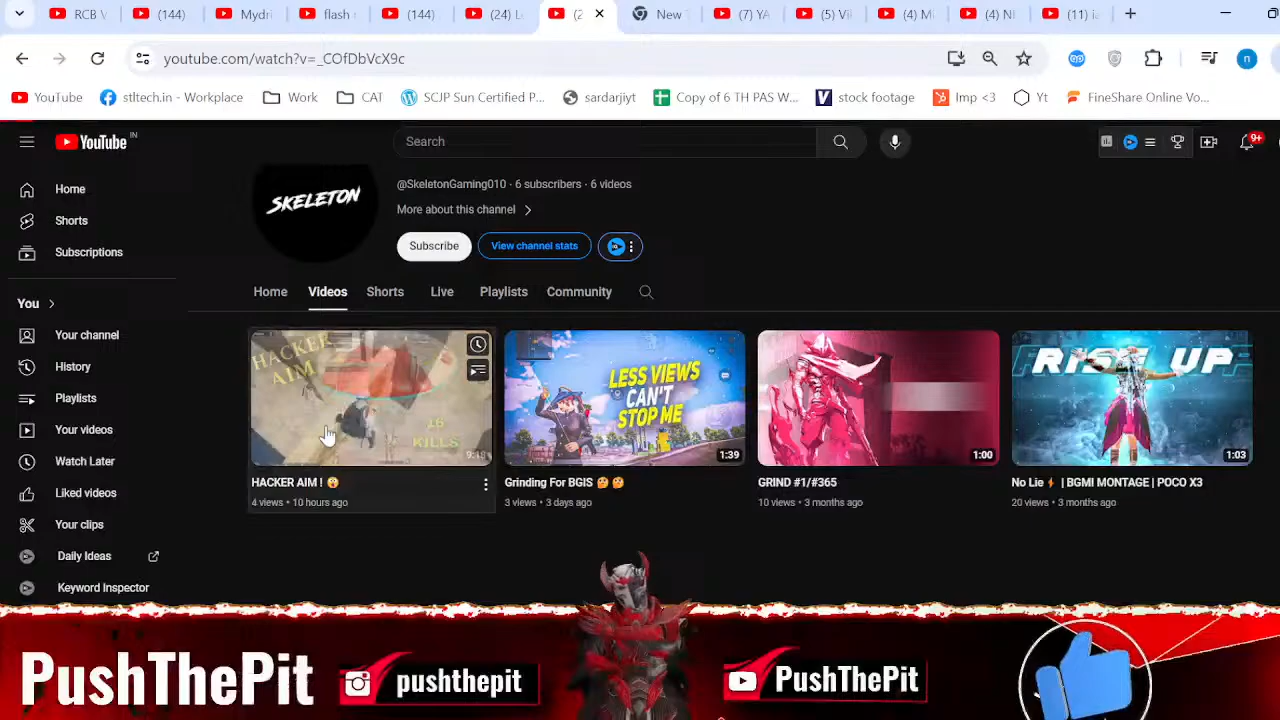 RCB V
(144)
Mydri
flash
(144)
(24) L
(2
New T
(7) YA
(5) Vil
(4) M
(4) NI
(11) ia
youtube.com/watch?v=_COfDbVcX9c
n
YouTube
stltech.in - Workplace
Work
CAT
SCJP Sun Certified P...
sardarjiyt
Copy of 6 TH PAS W...
stock footage
Imp <3
Yt
FineShare Online Vo...
YouTube IN
Search
9+
Home
Shorts
Subscriptions
You
Your channel
History
Playlists
Your videos
Watch Later
Liked videos
Your clips
Daily Ideas
Keyword Inspector
SKELETON
@SkeletonGaming010 · 6 subscribers · 6 videos
More about this channel
Subscribe
View channel stats
Home
Videos
Shorts
Live
Playlists
Community
HACKER
AIM
16
KILLS
9:18
HACKER AIM ! 😱
4 views • 10 hours ago
LESS VIEWS
CAN'T
STOP ME
1:39
Grinding For BGIS 🤔 🤔
3 views • 3 days ago
1:00
GRIND #1/#365
10 views • 3 months ago
RISE UP
1:03
No Lie⚡ | BGMI MONTAGE | POCO X3
20 views • 3 months ago
PushThePit
pushthepit
PushThePit